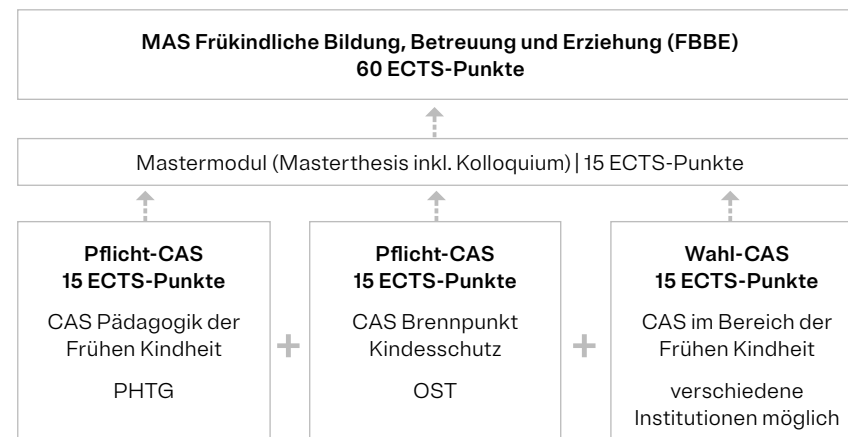 MAS Frükindliche Bildung, Betreuung und Erziehung (FBBE)
60 ECTS-Punkte
Mastermodul (Masterthesis inkl. Kolloquium) | 15 ECTS-Punkte
Pflicht-CAS
15 ECTS-Punkte
CAS Pädagogik der
Frühen Kindheit
PHTG
+
Pflicht-CAS
15 ECTS-Punkte
CAS Brennpunkt
Kindesschutz
OST
+
Wahl-CAS
15 ECTS-Punkte
CAS im Bereich der
Frühen Kindheit
verschiedene
Institutionen möglich